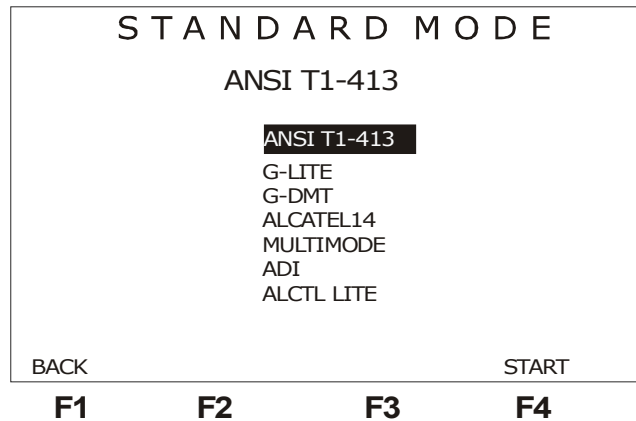 STANDARD MODE
ANSI T1-413
ANSI T1-413
G-LITE
G-DMT
ALCATEL14
MULTIMODE
ADI
ALCTL LITE
BACK START
F1 F2 F3 F4